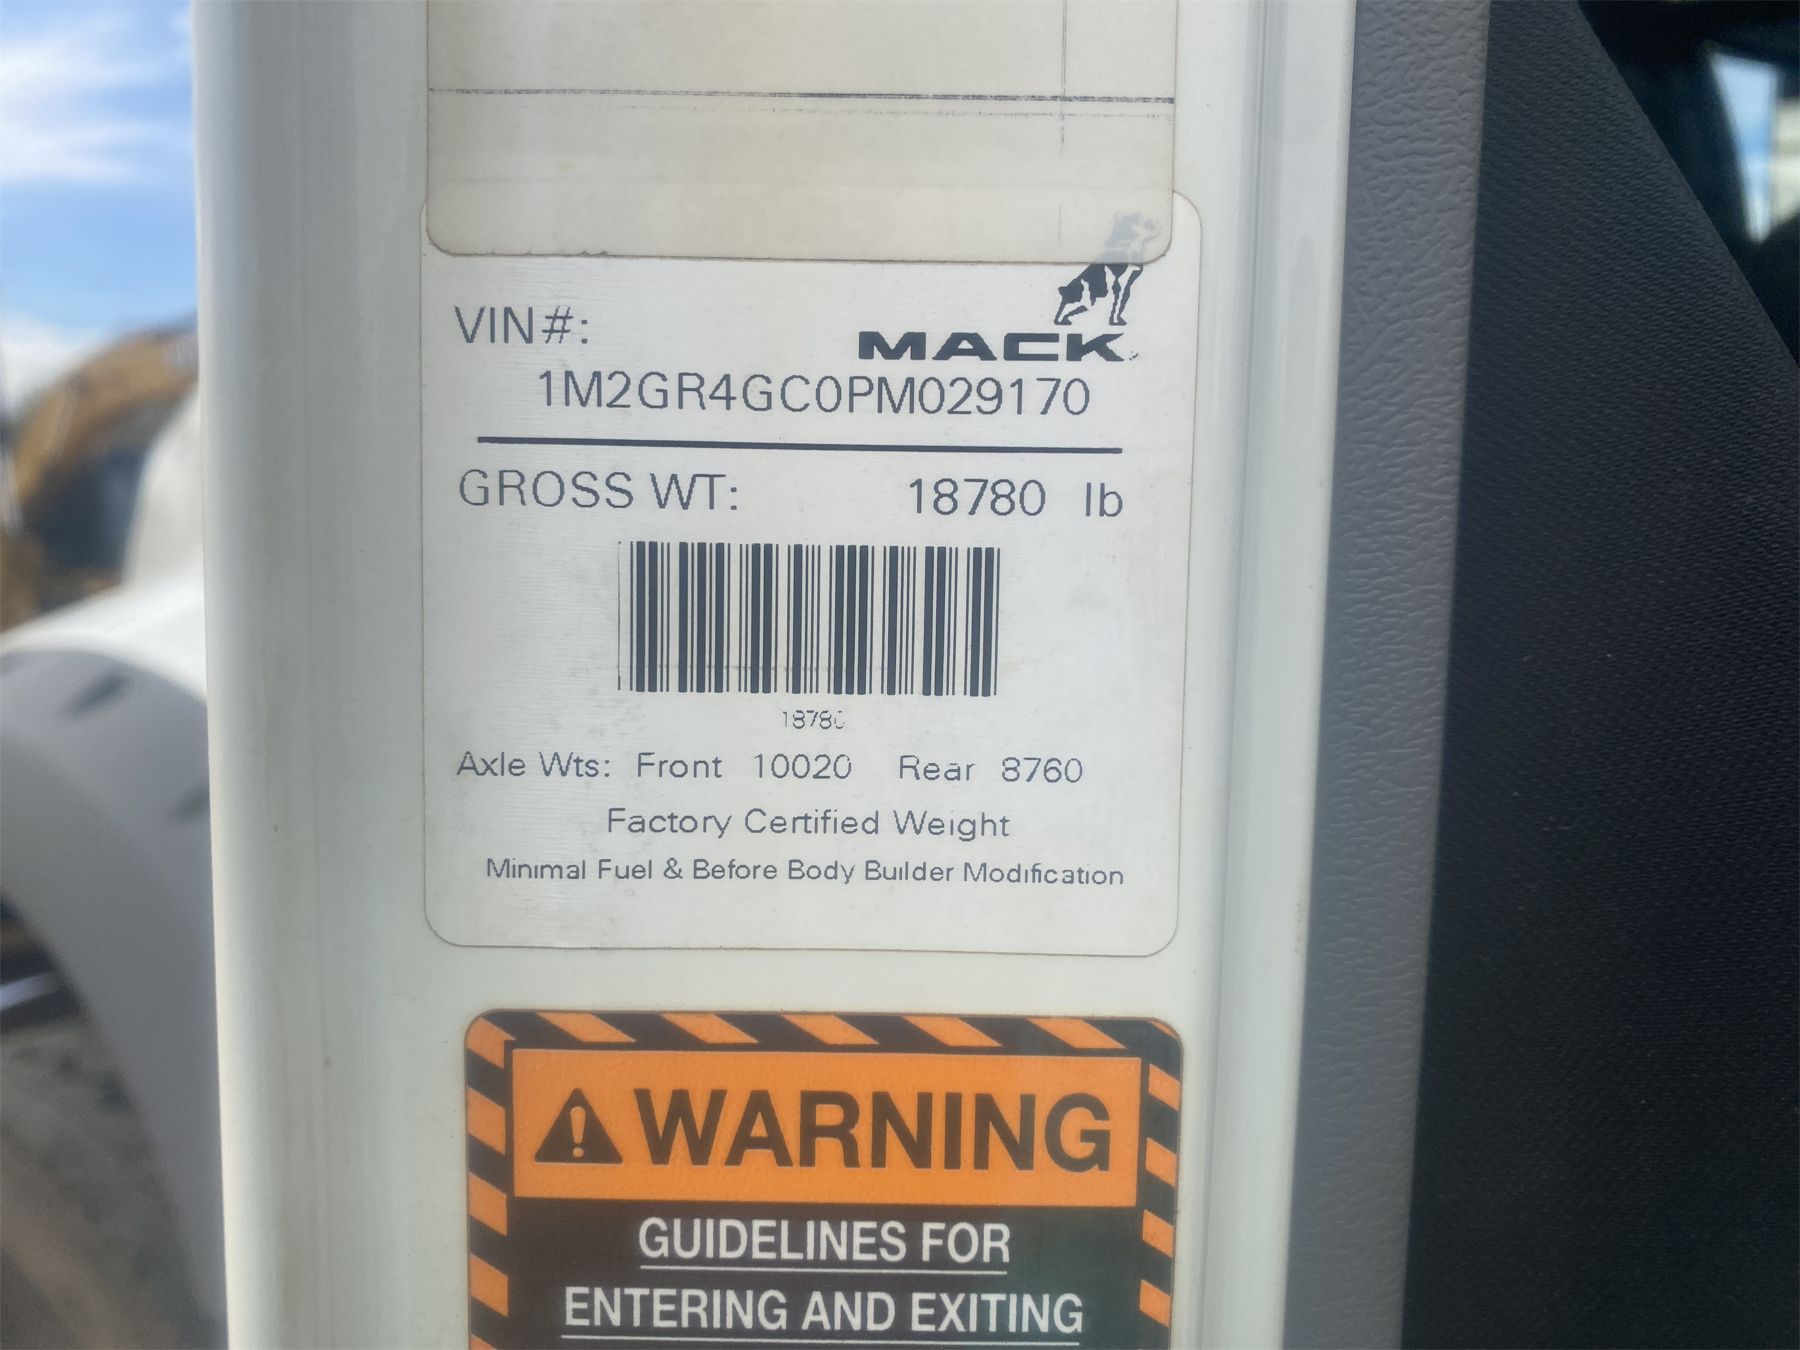 VIN#:
MACK
1M2GR4GC0PM029170
GROSS WT: 18780 lb
18780
Axle Wts: Front 10020 Rear 8760
Factory Certified Weight
Minimal Fuel & Before Body Builder Modification
WARNING
GUIDELINES FOR
ENTERING AND EXITING